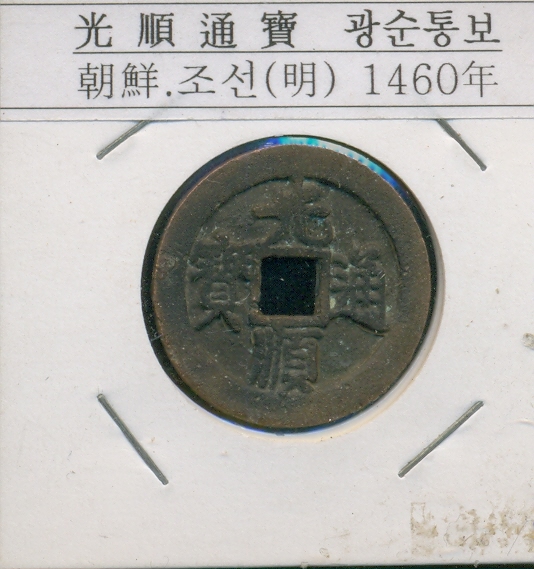 光順通寶 광순통보
朝鮮.조선(明) 1460年
光
寶 通
順